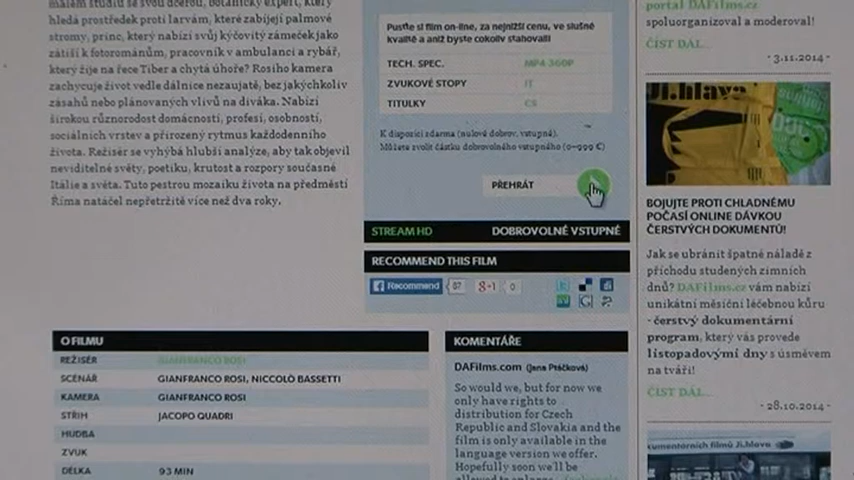 malém studiu se svou dcerou, botanický expert, který
hledá prostředek proti larvám, které zabíjejí palmové
stromy, princ, který nabízí svůj kýčovitý zámeček jako
zátiší k fotorománům, pracovník v ambulanci a rybář,
který žije na řece Tiber a chytá úhoře? Rosiho kamera
zachycuje život vedle dálnice nezaujatě, bez jakýchkoliv
zásahů nebo plánovaných vlivů na diváka. Nabízí
širokou různorodost domácností, profesí, osobností,
sociálních vrstev a přirozený rytmus každodenního
života. Režisér se vyhýbá hlubší analýze, aby tak objevil
neviditelné světy, poetiku, krutost a rozpory současné
Itálie a světa. Tuto pestrou mozaiku života na předměstí
Říma natáčel nepřetržitě více než dva roky.
Pusťte si film on-line, za nejnižší cenu, ve slušné
kvalitě a aniž byste cokoliv stahovali
TECH. SPEC. MP4 360P
ZVUKOVÉ STOPY IT
TITULKY CS
K dispozici zdarma (nulové dobrov. vstupné).
Můžete zvolit částku dobrovolného vstupného (0–999 €)
PŘEHRÁT
STREAM HD DOBROVOLNÉ VSTUPNÉ
RECOMMEND THIS FILM
Recommend 87 g+1 0
O FILMU
REŽISÉR GIANFRANCO ROSI
SCÉNÁŘ GIANFRANCO ROSI, NICCOLÒ BASSETTI
KAMERA GIANFRANCO ROSI
STŘIH JACOPO QUADRI
HUDBA
ZVUK
DÉLKA 93 MIN
KOMENTÁŘE
DAFilms.com (Jana Ptáčková)
So would we, but for now we
only have rights to
distribution for Czech
Republic and Slovakia and the
film is only available in the
language version we offer.
Hopefully soon we'll be
portál DAFilms.cz
spoluorganizoval a moderoval!
ČÍST DÁL...
- 3.11.2014 -
Ji.hlava
BOJUJTE PROTI CHLADNÉMU
POČASÍ ONLINE DÁVKOU
ČERSTVÝCH DOKUMENTŮ!
Jak se ubránit špatné náladě z
příchodu studených zimních
dnů? DAFilms.cz vám nabízí
unikátní měsíční léčebnou kúru
- čerstvý dokumentární
program, který vás provede
listopadovými dny s úsměvem
na tváři!
ČÍST DÁL...
- 28.10.2014 -
mentárních filmů Ji.hlava